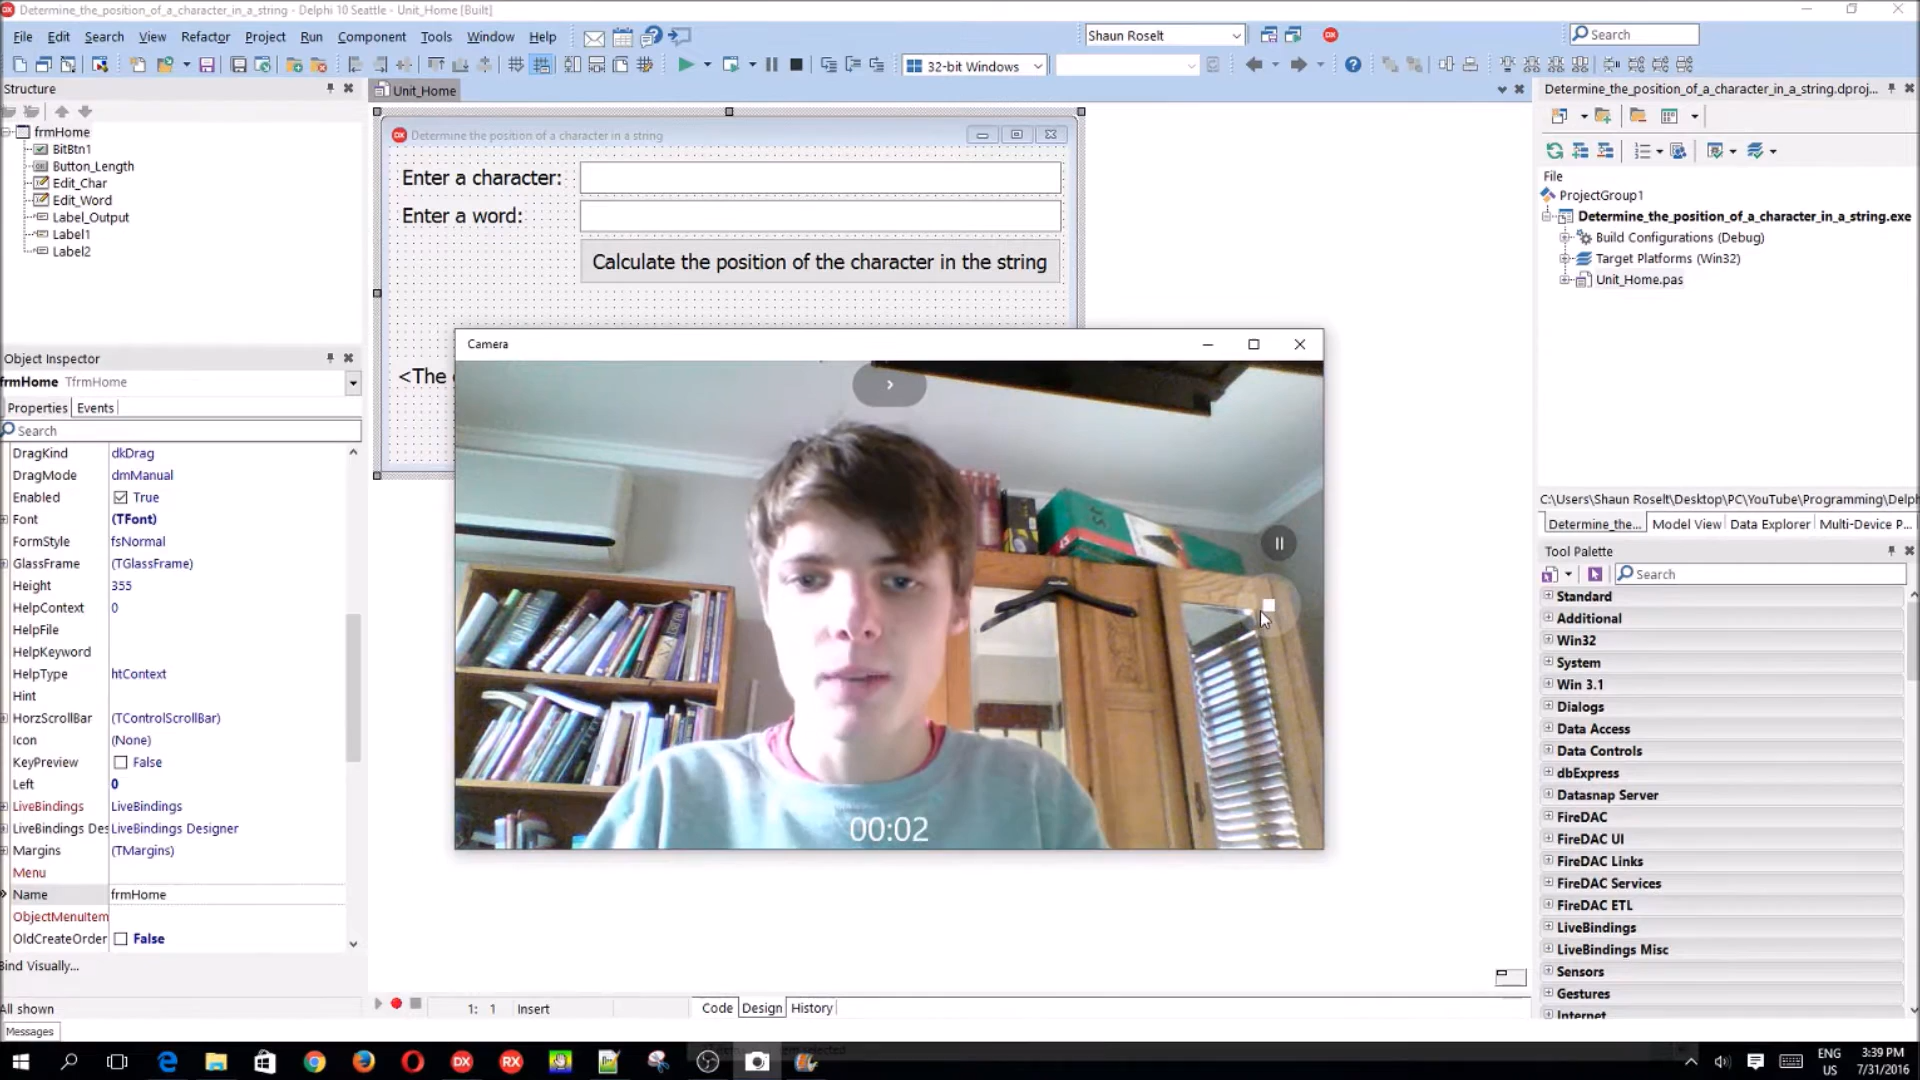 Determine_the_position_of_a_character_in_a_string - Delphi 10 Seattle - Unit_Home [Built]
File Edit Search View Refactor Project Run Component Tools Window Help
Shaun Roselt
Search
32-bit Windows
Structure
Unit_Home
Determine_the_position_of_a_character_in_a_string.dproj...
frmHome
BitBtn1
Button_Length
Edit_Char
Edit_Word
Label_Output
Label1
Label2
Determine the position of a character in a string
Enter a character:
Enter a word:
Calculate the position of the character in the string
<The
File
ProjectGroup1
Determine_the_position_of_a_character_in_a_string.exe
Build Configurations (Debug)
Target Platforms (Win32)
Unit_Home.pas
Camera
00:02
Object Inspector
frmHome TfrmHome
Properties Events
Search
DragKind dkDrag
DragMode dmManual
Enabled True
Font (TFont)
FormStyle fsNormal
GlassFrame (TGlassFrame)
Height 355
HelpContext 0
HelpFile
HelpKeyword
HelpType htContext
Hint
HorzScrollBar (TControlScrollBar)
Icon (None)
KeyPreview False
Left 0
LiveBindings LiveBindings
LiveBindings Des LiveBindings Designer
Margins (TMargins)
Menu
Name frmHome
ObjectMenuItem
OldCreateOrder False
Bind Visually...
All shown
Messages
1: 1 Insert
Code Design History
C:\Users\Shaun Roselt\Desktop\PC\YouTube\Programming\Delph
Determine_the... Model View Data Explorer Multi-Device P...
Tool Palette
Search
Standard
Additional
Win32
System
Win 3.1
Dialogs
Data Access
Data Controls
dbExpress
Datasnap Server
FireDAC
FireDAC UI
FireDAC Links
FireDAC Services
FireDAC ETL
LiveBindings
LiveBindings Misc
Sensors
Gestures
Internet
DX
RX
ENG
US
3:39 PM
7/31/2016